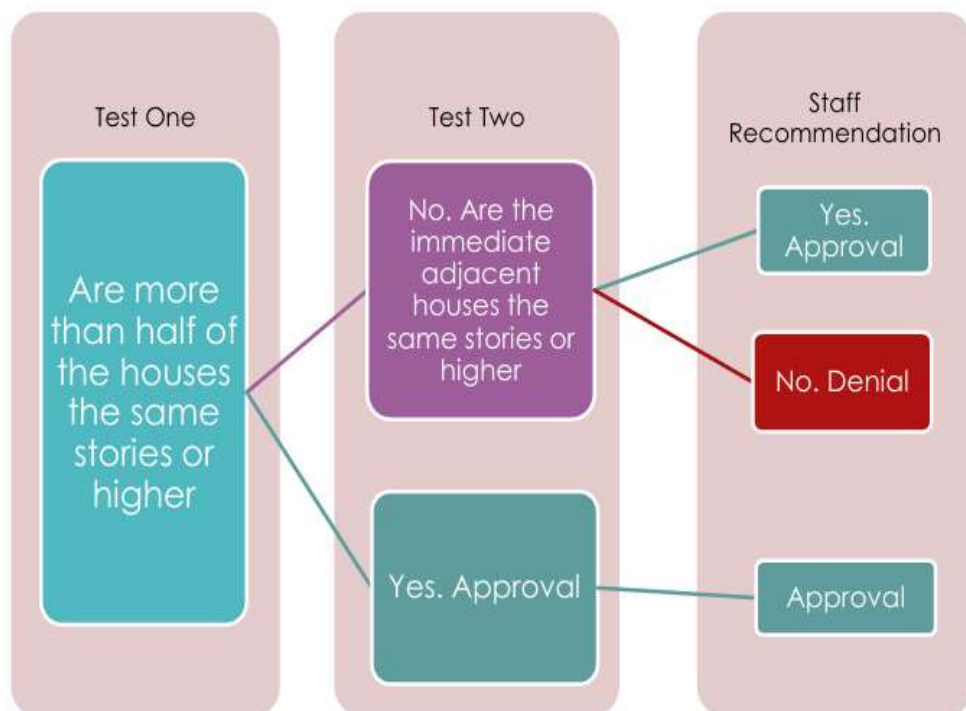 Test One
Are more
than half of
the houses
the same
stories or
higher
Test Two
No. Are the
immediate
adjacent
houses the
same stories or
higher
Yes. Approval
Staff
Recommendation
Yes.
Approval
No. Denial
Approval